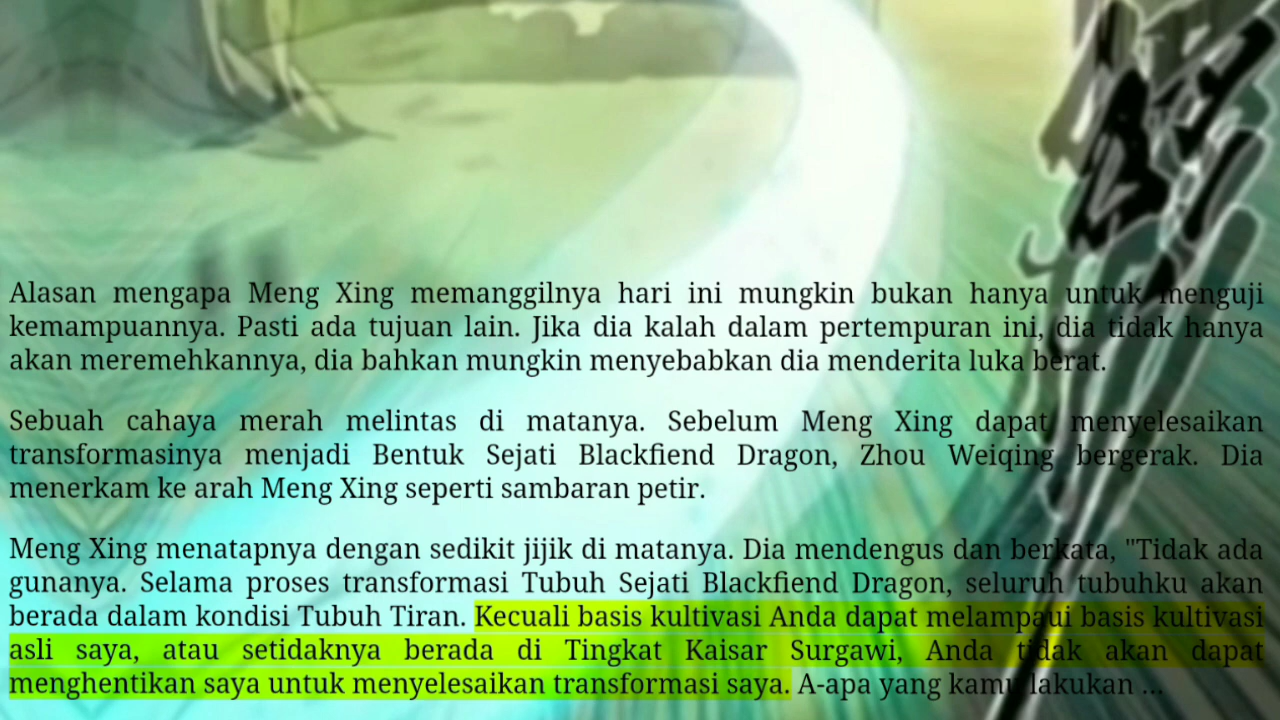 Alasan mengapa Meng Xing memanggilnya hari ini mungkin bukan hanya untuk menguji
kemampuannya. Pasti ada tujuan lain. Jika dia kalah dalam pertempuran ini, dia tidak hanya
akan meremehkannya, dia bahkan mungkin menyebabkan dia menderita luka berat.
Sebuah cahaya merah melintas di matanya. Sebelum Meng Xing dapat menyelesaikan
transformasinya menjadi Bentuk Sejati Blackfiend Dragon, Zhou Weiqing bergerak. Dia
menerkam ke arah Meng Xing seperti sambaran petir.
Meng Xing menatapnya dengan sedikit jijik di matanya. Dia mendengus dan berkata, "Tidak ada
gunanya. Selama proses transformasi Tubuh Sejati Blackfiend Dragon, seluruh tubuhku akan
berada dalam kondisi Tubuh Tiran. Kecuali basis kultivasi Anda dapat melampaui basis kultivasi
asli saya, atau setidaknya berada di Tingkat Kaisar Surgawi, Anda tidak akan dapat
menghentikan saya untuk menyelesaikan transformasi saya. A-apa yang kamu lakukan ...